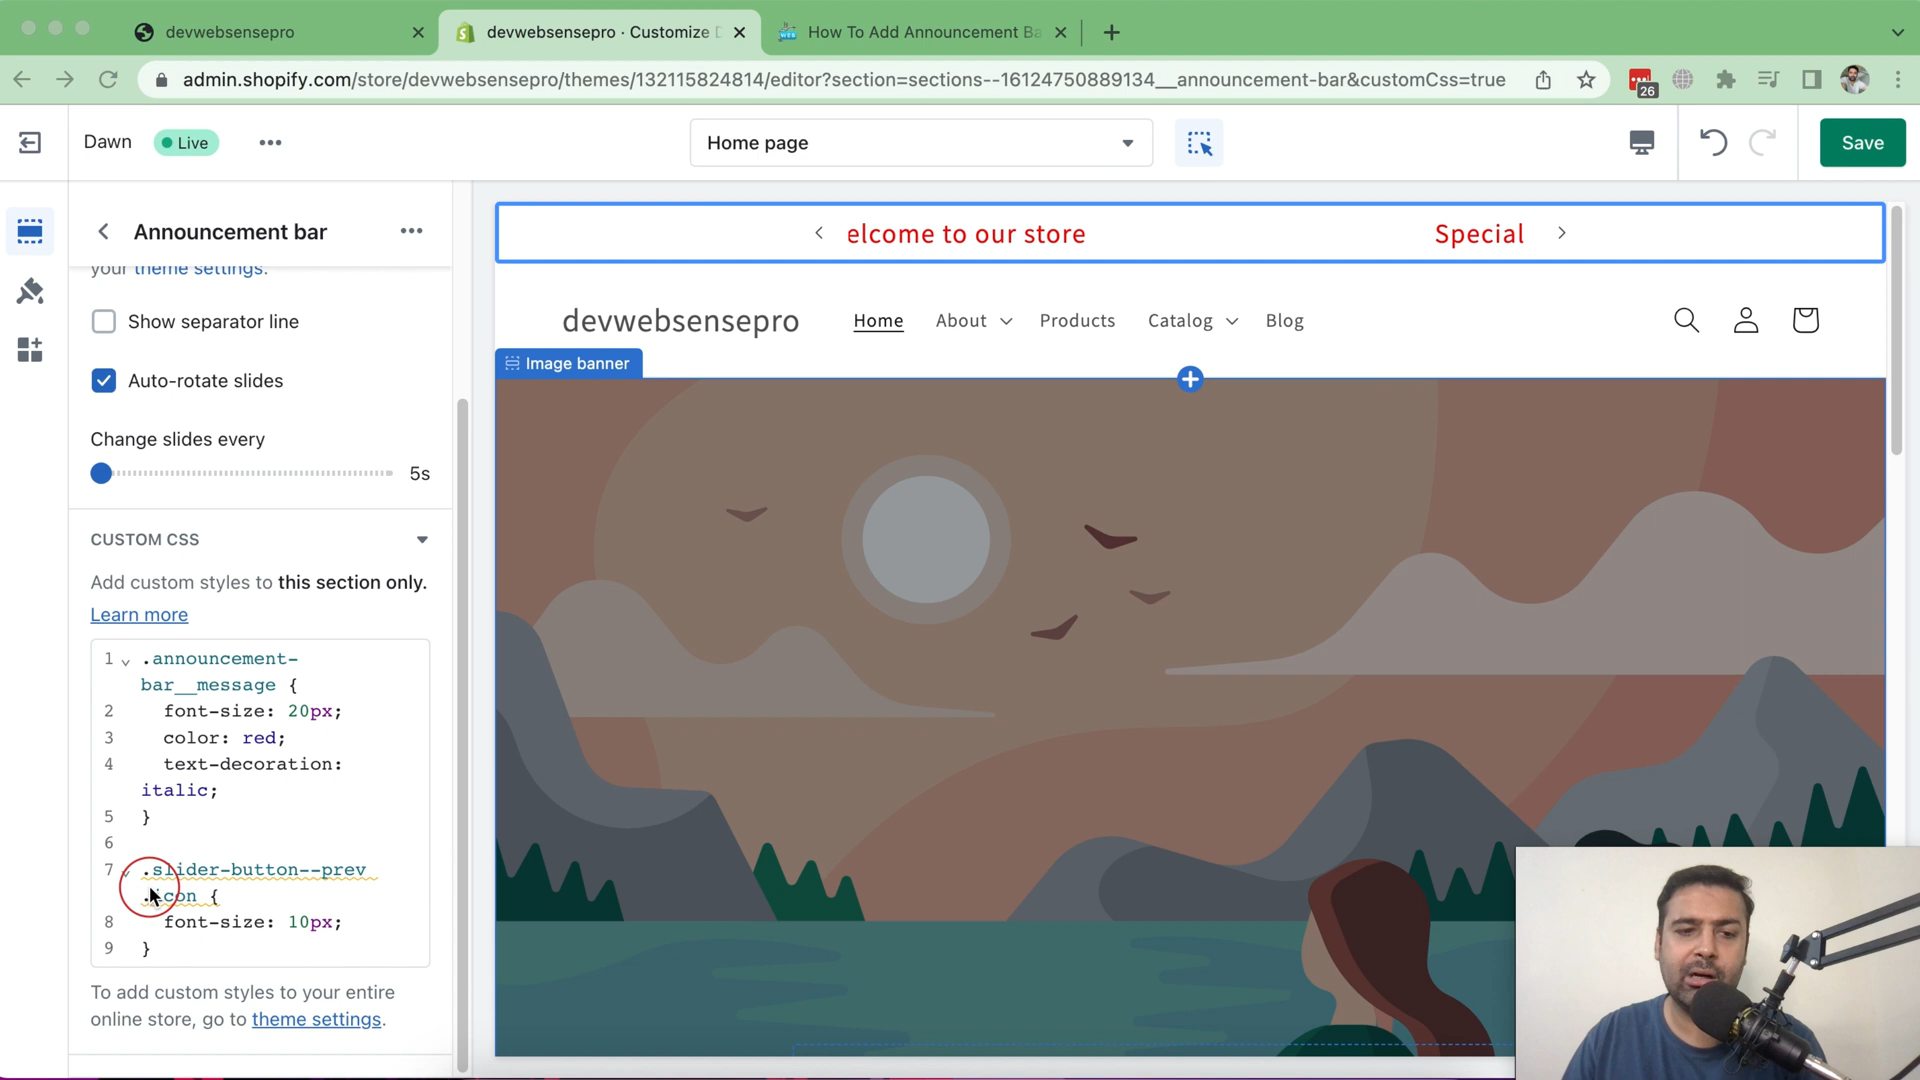 devwebsensepro
devwebsensepro · Customize D
How To Add Announcement Ba
admin.shopify.com/store/devwebsensepro/themes/132115824814/editor?section=sections--16124750889134__announcement-bar&customCss=true
26
Dawn
Live
Home page
Save
Announcement bar
your theme settings.
Show separator line
Auto-rotate slides
Change slides every
5s
CUSTOM CSS
Add custom styles to this section only.
Learn more
1 .announcement-
bar__message {
2 font-size: 20px;
3 color: red;
4 text-decoration:
italic;
5 }
6
7 .slider-button--prev
.icon {
8 font-size: 10px;
9 }
To add custom styles to your entire
online store, go to theme settings.
elcome to our store
Special
devwebsensepro
Home
About
Products
Catalog
Blog
Image banner